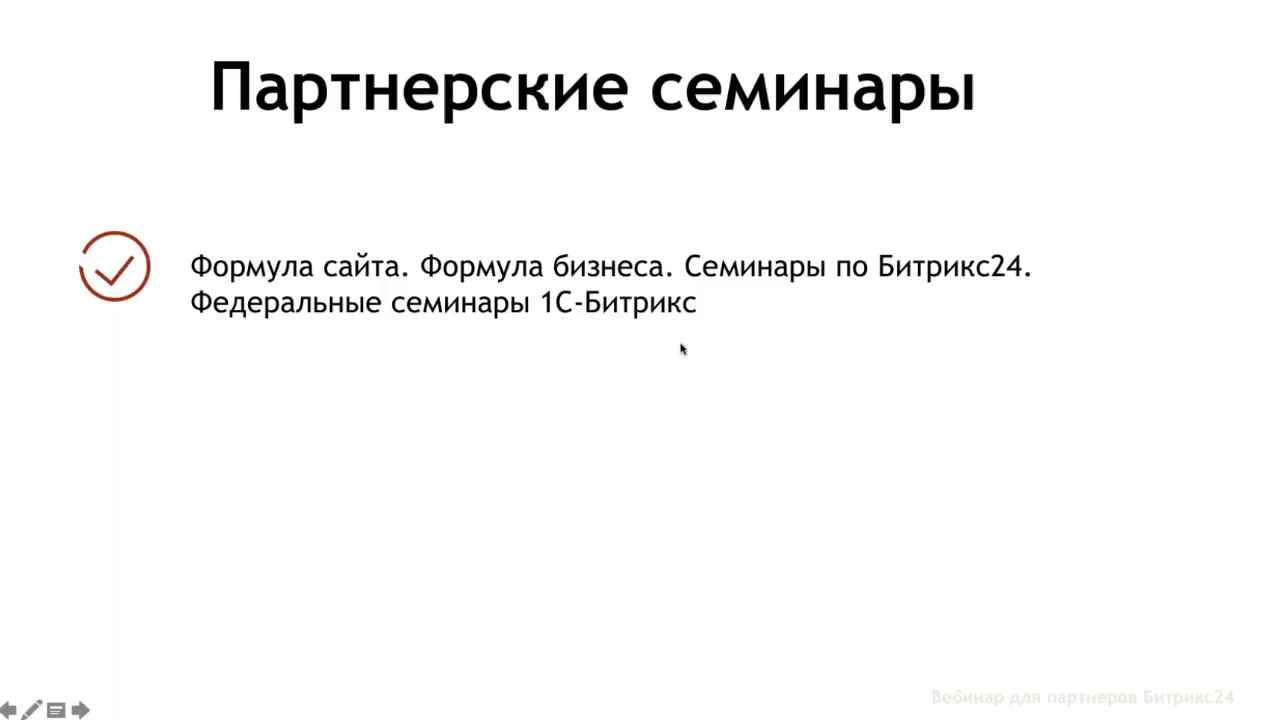 Партнерские семинары
Формула сайта. Формула бизнеса. Семинары по Битрикс24.
Федеральные семинары 1С-Битрикс
Вебинар для партнеров Битрикс24